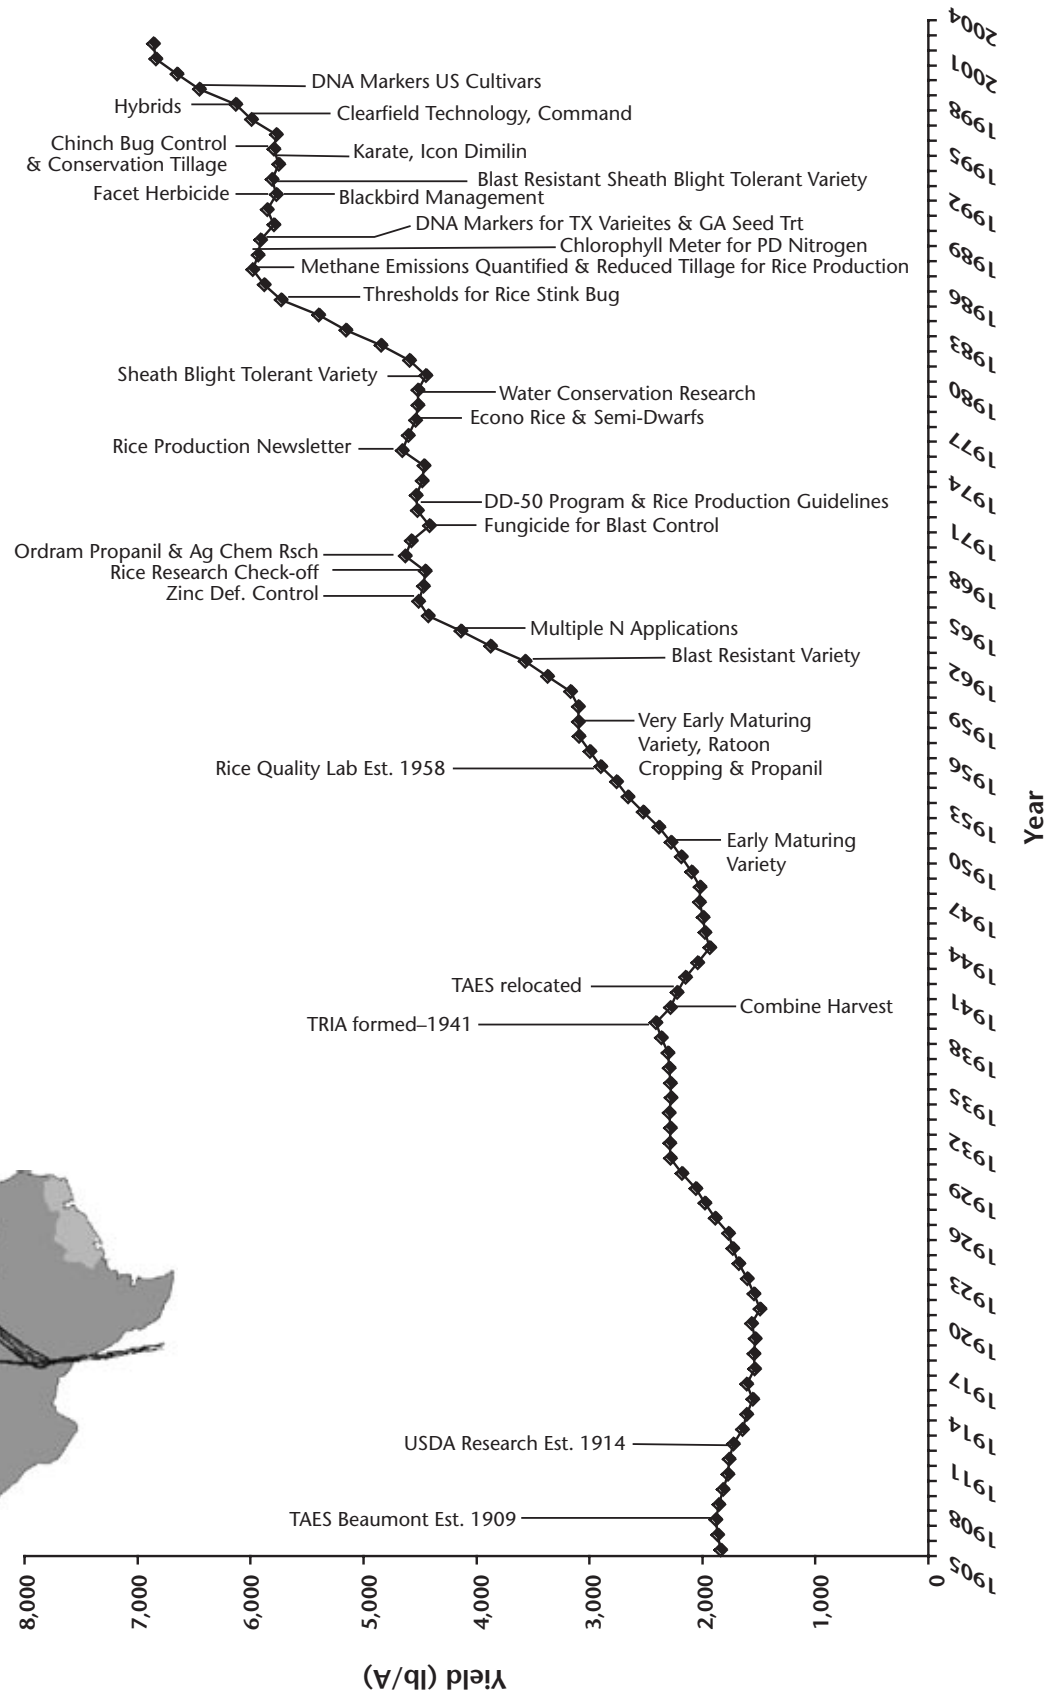 DNA Markers US Cultivars
Hybrids
Clearfield Technology, Command
Chinch Bug Control
& Conservation Tillage
Karate, Icon Dimilin
Blast Resistant Sheath Blight Tolerant Variety
Facet Herbicide
Blackbird Management
DNA Markers for TX Varieites & GA Seed Trt
Chlorophyll Meter for PD Nitrogen
Methane Emissions Quantified & Reduced Tillage for Rice Production
Thresholds for Rice Stink Bug
Sheath Blight Tolerant Variety
Water Conservation Research
Econo Rice & Semi-Dwarfs
Rice Production Newsletter
DD-50 Program & Rice Production Guidelines
Fungicide for Blast Control
Ordram Propanil & Ag Chem Rsch
Rice Research Check-off
Zinc Def. Control
Multiple N Applications
Blast Resistant Variety
Very Early Maturing
Variety, Ratoon
Cropping & Propanil
Rice Quality Lab Est. 1958
Early Maturing
Variety
TAES relocated
Combine Harvest
TRIA formed–1941
USDA Research Est. 1914
TAES Beaumont Est. 1909
2004
2001
1998
1995
1992
1989
1986
1983
1980
1977
1974
1971
1968
1965
1962
1959
1956
1953
1950
1947
1944
1941
1938
1935
1932
1929
1926
1923
1920
1917
1914
1911
1908
1905
Year
8,000
7,000
6,000
5,000
4,000
3,000
2,000
1,000
0
Yield (lb/A)